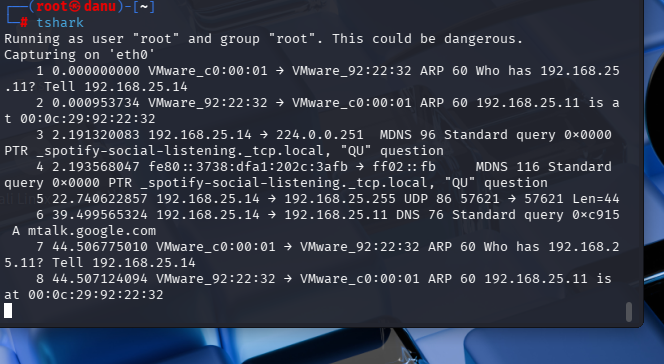 (root㉿danu)-[~]
# tshark
Running as user "root" and group "root". This could be dangerous.
Capturing on 'eth0'
1 0.000000000 VMware_c0:00:01 → VMware_92:22:32 ARP 60 Who has 192.168.25
.11? Tell 192.168.25.14
2 0.000953734 VMware_92:22:32 → VMware_c0:00:01 ARP 60 192.168.25.11 is a
t 00:0c:29:92:22:32
3 2.191320083 192.168.25.14 → 224.0.0.251 MDNS 96 Standard query 0x0000
PTR _spotify-social-listening._tcp.local, "QU" question
4 2.193568047 fe80::3738:dfa1:202c:3afb → ff02::fb MDNS 116 Standard
query 0x0000 PTR _spotify-social-listening._tcp.local, "QU" question
5 22.740622857 192.168.25.14 → 192.168.25.255 UDP 86 57621 → 57621 Len=44
6 39.499565324 192.168.25.14 → 192.168.25.11 DNS 76 Standard query 0xc915
A mtalk.google.com
7 44.506775010 VMware_c0:00:01 → VMware_92:22:32 ARP 60 Who has 192.168.2
5.11? Tell 192.168.25.14
8 44.507124094 VMware_92:22:32 → VMware_c0:00:01 ARP 60 192.168.25.11 is
at 00:0c:29:92:22:32